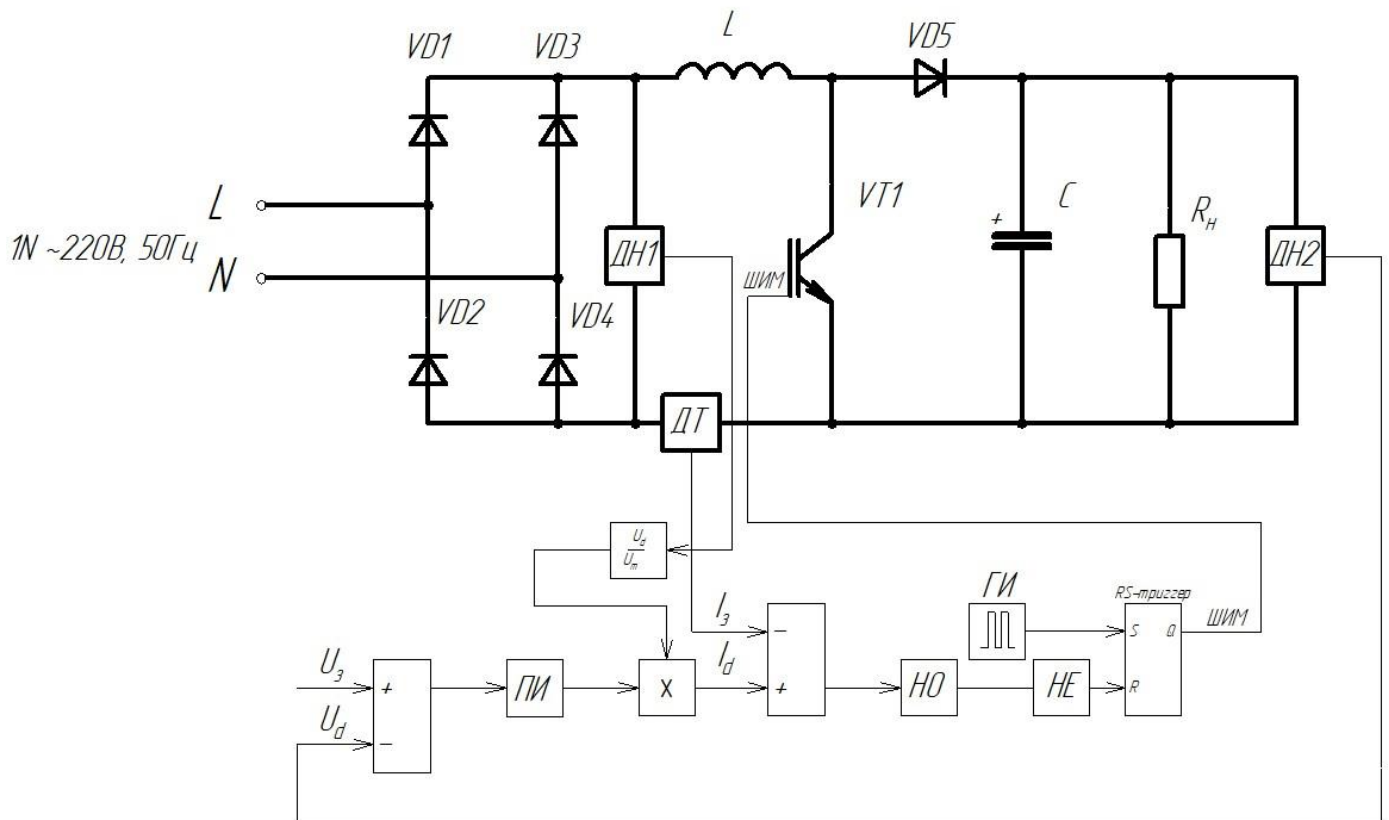 L
VD1
VD3
VD5
L
1N ~220В, 50Гц
N
ДН1
VT1
+
C
Rн
ДН2
ШИМ
VD2
VD4
ДТ
Ud
Um
ГИ
RS-триггер
Iз
−
S
Q
ШИМ
Uз
+
ПИ
X
Id
+
НО
НЕ
R
Ud
−